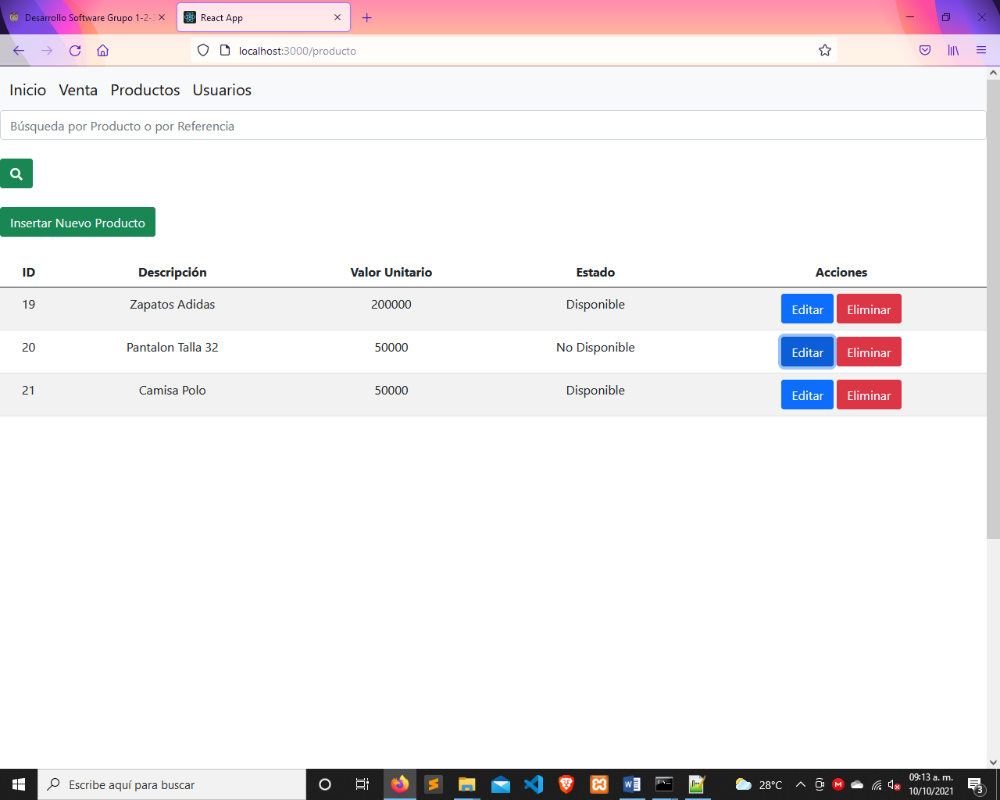 Desarrollo Software Grupo 1-2-3
React App
localhost:3000/producto
Inicio Venta Productos Usuarios
Búsqueda por Producto o por Referencia
Insertar Nuevo Producto
ID Descripción Valor Unitario Estado Acciones
19 Zapatos Adidas 200000 Disponible Editar Eliminar
20 Pantalon Talla 32 50000 No Disponible Editar Eliminar
21 Camisa Polo 50000 Disponible Editar Eliminar
Escribe aquí para buscar
28°C
09:13 a. m.
10/10/2021
3